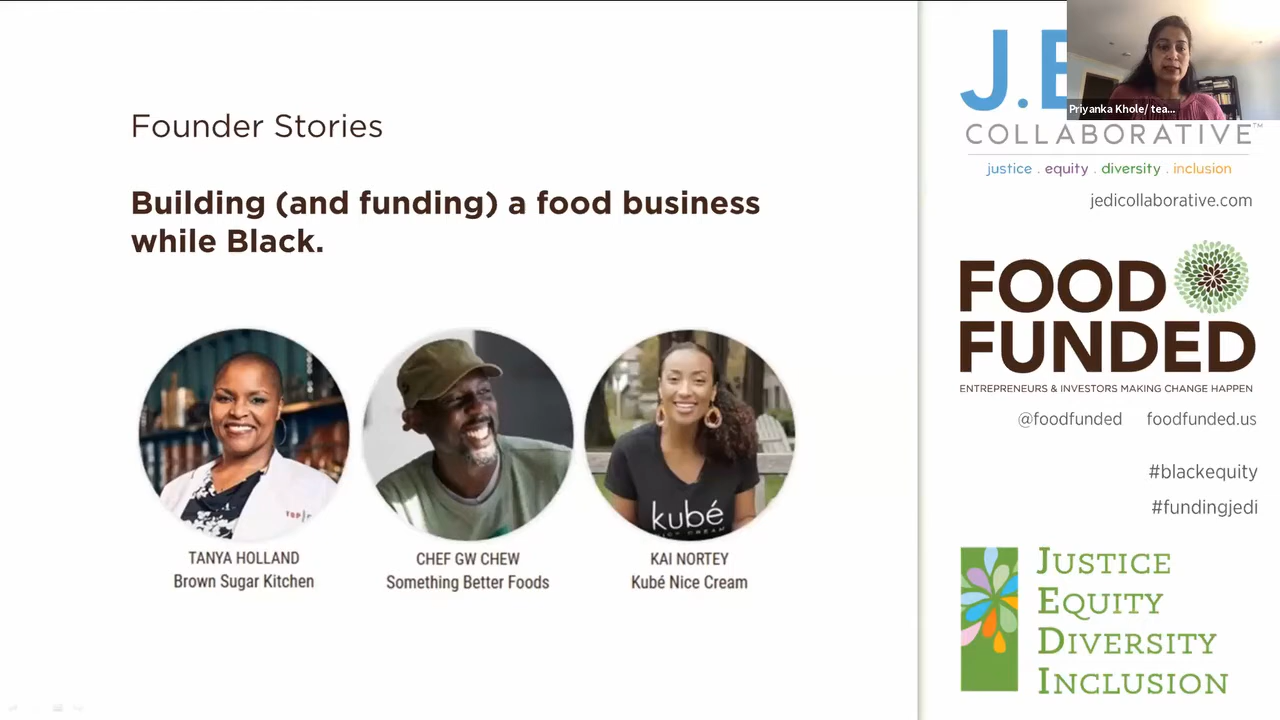 Founder Stories
Building (and funding) a food business
while Black.
TOP
kubé
TANYA HOLLAND
Brown Sugar Kitchen
CHEF GW CHEW
Something Better Foods
KAI NORTEY
Kubé Nice Cream
J.E
Priyanka Khole/ tea...
COLLABORATIVE™
justice . equity . diversity . inclusion
jedicollaborative.com
FOOD
FUNDED
ENTREPRENEURS & INVESTORS MAKING CHANGE HAPPEN
@foodfunded foodfunded.us
#blackequity
#fundingjedi
JUSTICE
EQUITY
DIVERSITY
INCLUSION